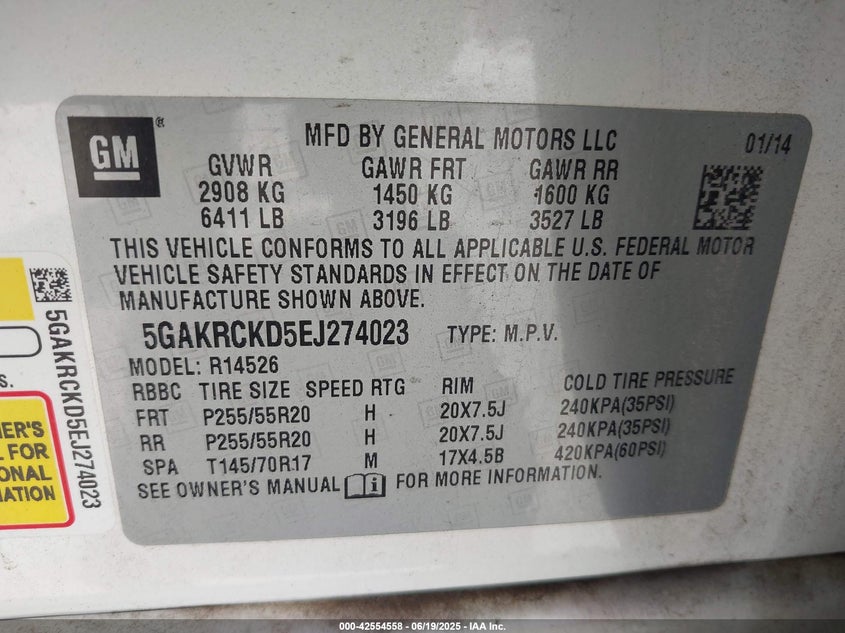 GM®
MFD BY GENERAL MOTORS LLC 01/14
GVWR GAWR FRT GAWR RR
2908 KG 1450 KG 1600 KG
6411 LB 3196 LB 3527 LB
THIS VEHICLE CONFORMS TO ALL APPLICABLE U.S. FEDERAL MOTOR
VEHICLE SAFETY STANDARDS IN EFFECT ON THE DATE OF
MANUFACTURE SHOWN ABOVE.
5GAKRCKD5EJ274023 TYPE: M.P.V.
MODEL: R14526
RBBC TIRE SIZE SPEED RTG RIM COLD TIRE PRESSURE
FRT P255/55R20 H 20X7.5J 240KPA(35PSI)
RR P255/55R20 H 20X7.5J 240KPA(35PSI)
SPA T145/70R17 M 17X4.5B 420KPA(60PSI)
SEE OWNER'S MANUAL FOR MORE INFORMATION.
5GAKRCKD5EJ274023
S.
ER'S
FOR
ONAL
ATION
000-42554558 - 06/19/2025 - IAA Inc.